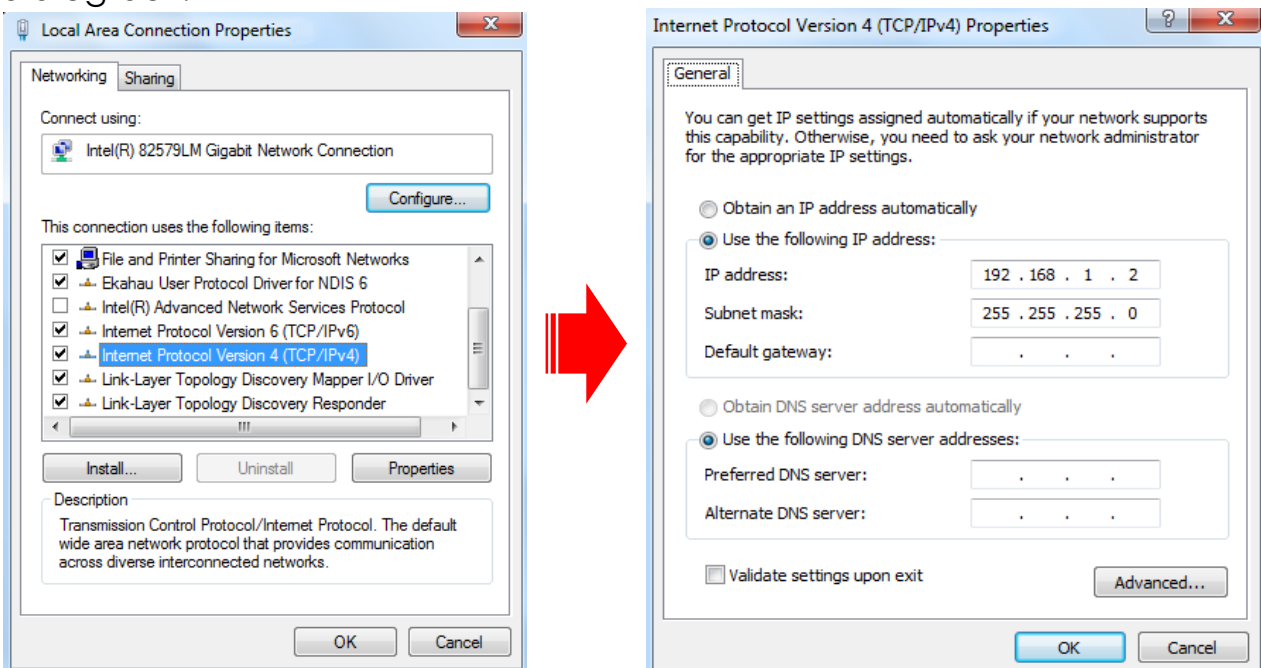 Local Area Connection Properties
Networking
Sharing
Connect using:
Intel(R) 82579LM Gigabit Network Connection
Configure...
This connection uses the following items:
File and Printer Sharing for Microsoft Networks
Ekahau User Protocol Driver for NDIS 6
Intel(R) Advanced Network Services Protocol
Internet Protocol Version 6 (TCP/IPv6)
Internet Protocol Version 4 (TCP/IPv4)
Link-Layer Topology Discovery Mapper I/O Driver
Link-Layer Topology Discovery Responder
Install...
Uninstall
Properties
Description
Transmission Control Protocol/Internet Protocol. The default
wide area network protocol that provides communication
across diverse interconnected networks.
OK
Cancel
Internet Protocol Version 4 (TCP/IPv4) Properties
General
You can get IP settings assigned automatically if your network supports
this capability. Otherwise, you need to ask your network administrator
for the appropriate IP settings.
Obtain an IP address automatically
Use the following IP address:
IP address: 192 . 168 . 1 . 2
Subnet mask: 255 . 255 . 255 . 0
Default gateway: . . .
Obtain DNS server address automatically
Use the following DNS server addresses:
Preferred DNS server: . . .
Alternate DNS server: . . .
Validate settings upon exit
Advanced...
OK
Cancel